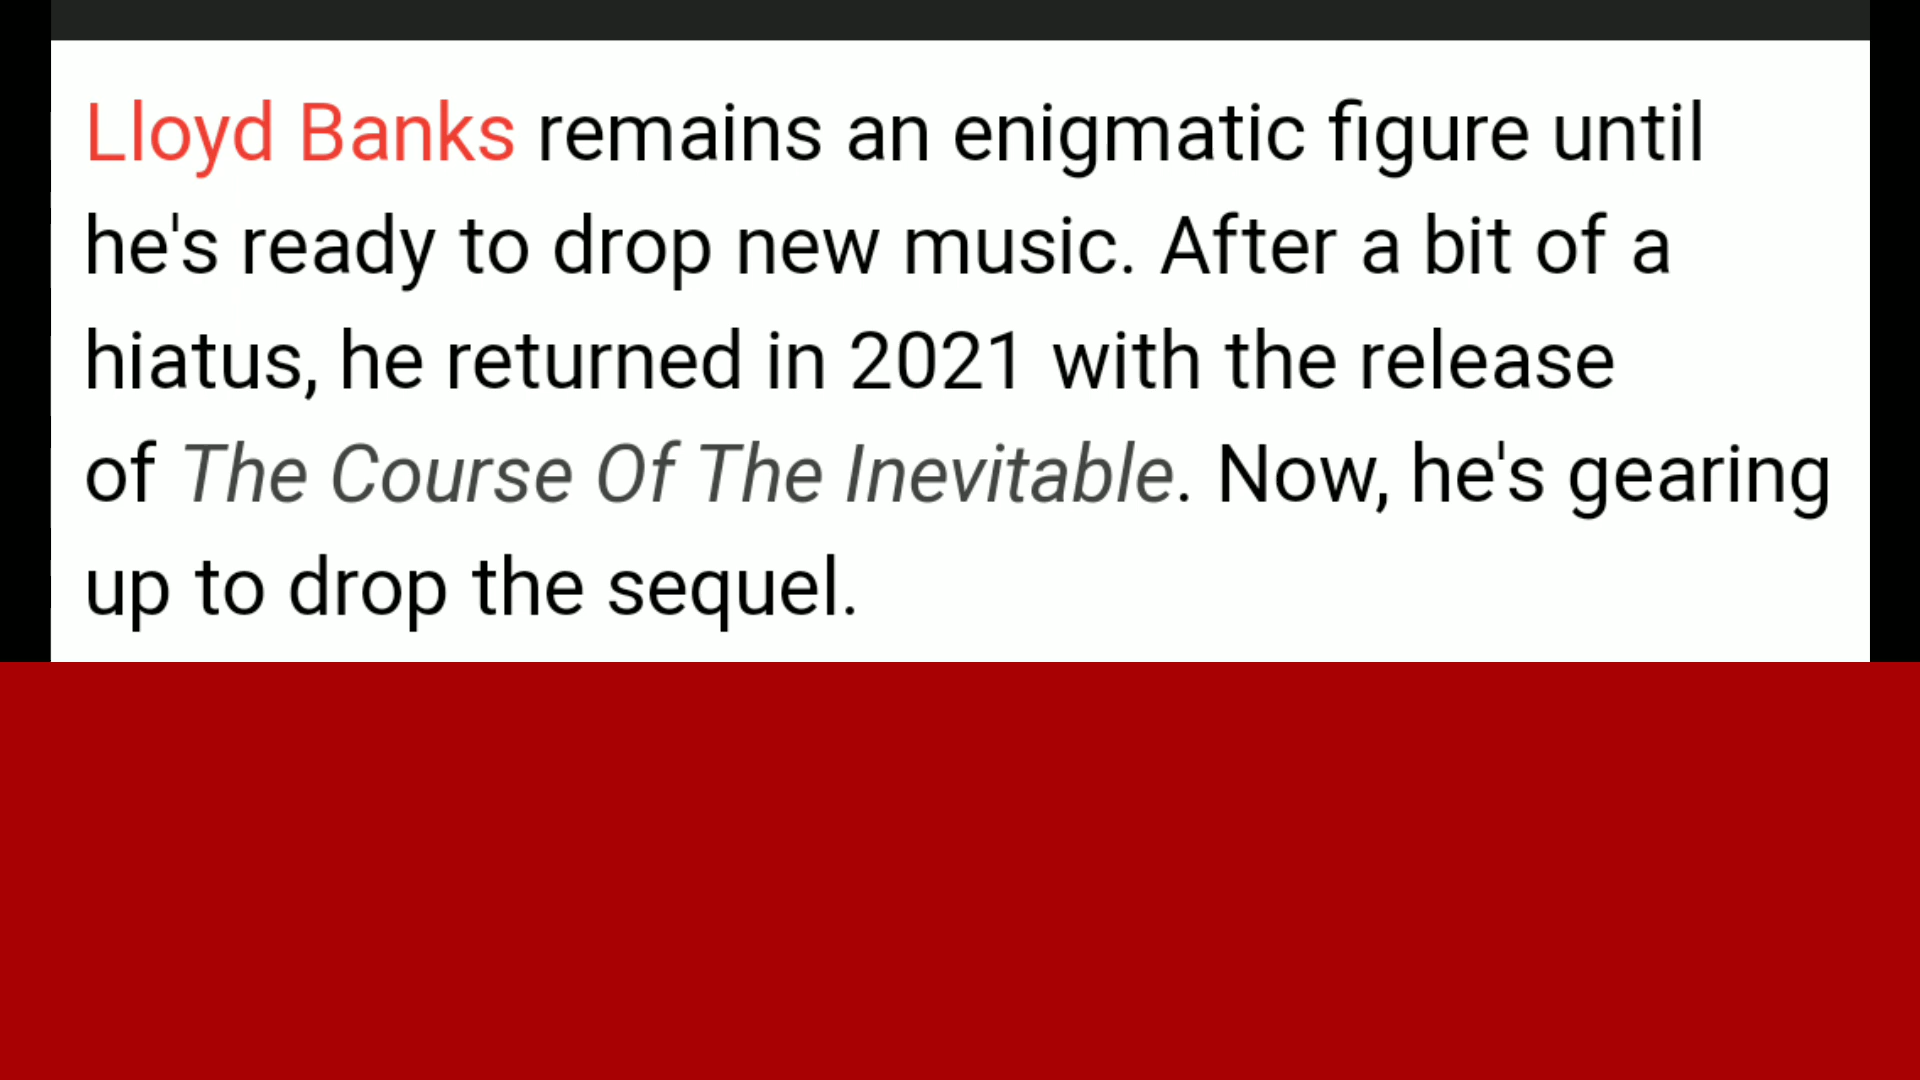 Lloyd Banks remains an enigmatic figure until
he's ready to drop new music. After a bit of a
hiatus, he returned in 2021 with the release
of The Course Of The Inevitable. Now, he's gearing
up to drop the sequel.